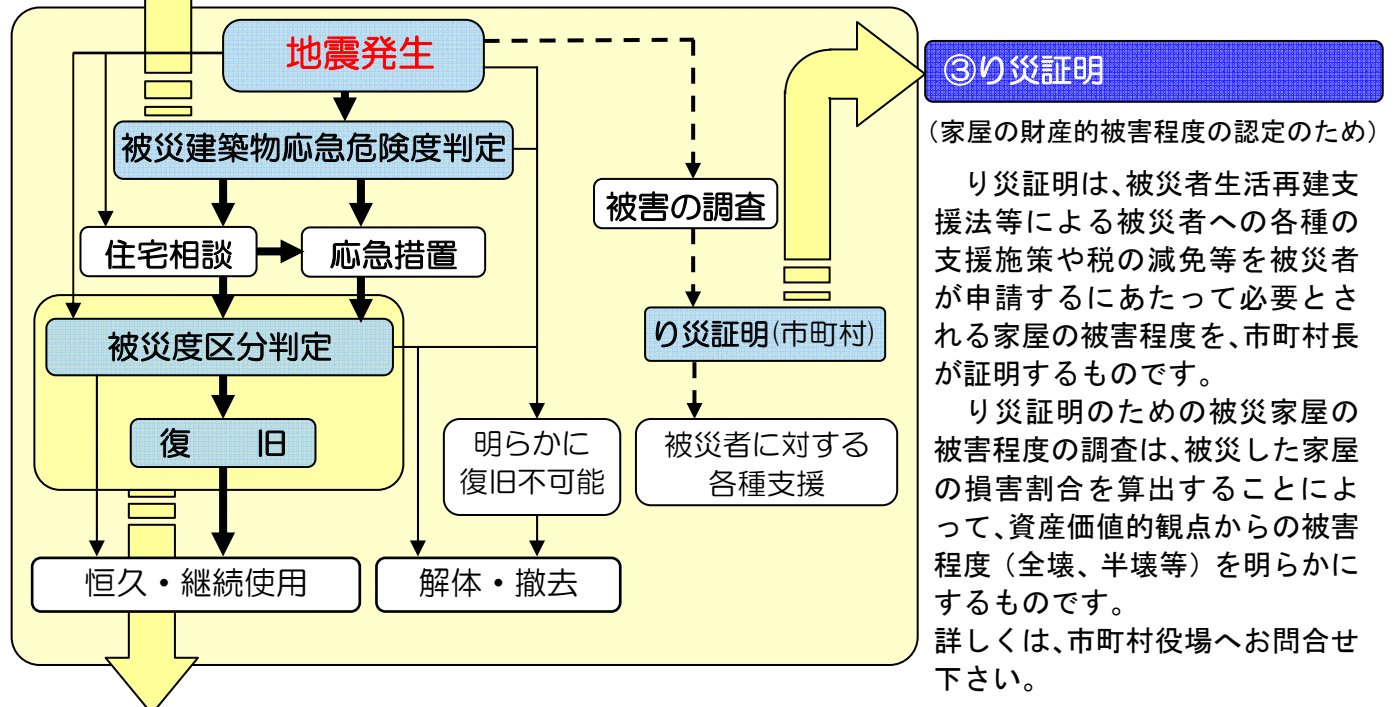 地震発生
被災建築物応急危険度判定
住宅相談
応急措置
被災度区分判定
復　旧
明らかに
復旧不可能
恒久・継続使用
解体・撤去
被害の調査
り災証明(市町村)
被災者に対する
各種支援
③り災証明
（家屋の財産的被害程度の認定のため）
　り災証明は、被災者生活再建支
援法等による被災者への各種の
支援施策や税の減免等を被災者
が申請するにあたって必要とさ
れる家屋の被害程度を、市町村長
が証明するものです。
　り災証明のための被災家屋の
被害程度の調査は、被災した家屋
の損害割合を算出することによ
って、資産価値的観点からの被害
程度（全壊、半壊等）を明らかに
するものです。
詳しくは、市町村役場へお問合せ
下さい。